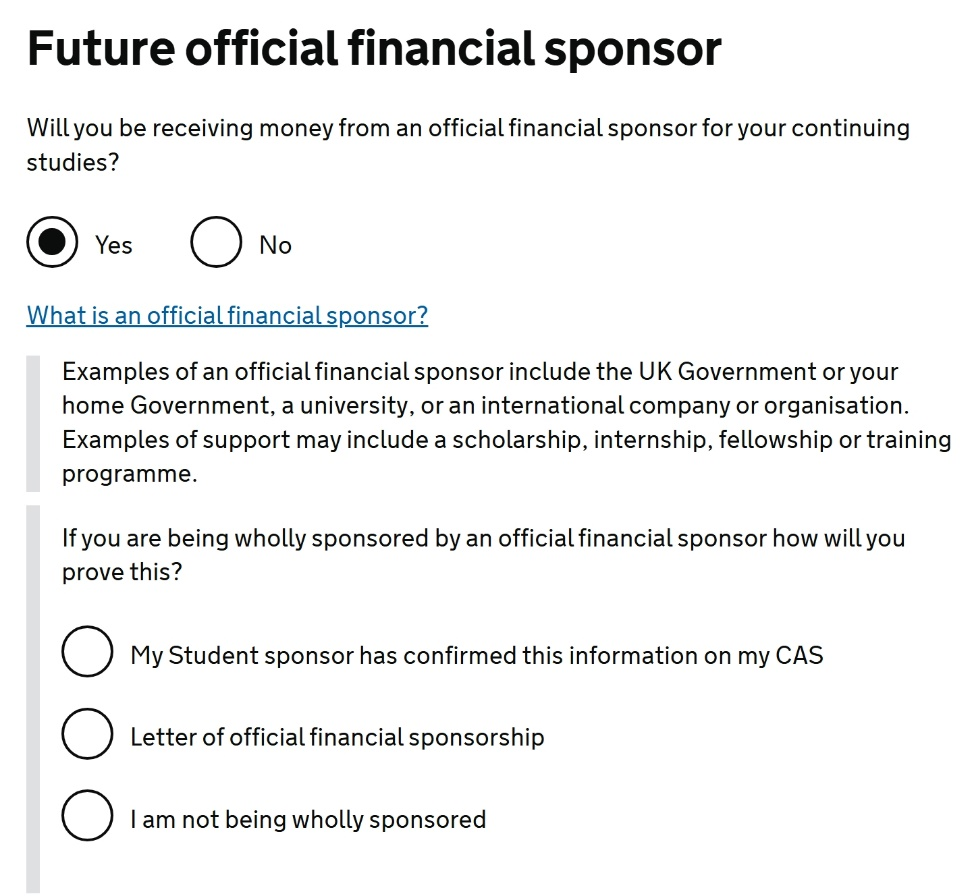 Future official financial sponsor
Will you be receiving money from an official financial sponsor for your continuing
studies?
Yes No
What is an official financial sponsor?
Examples of an official financial sponsor include the UK Government or your
home Government, a university, or an international company or organisation.
Examples of support may include a scholarship, internship, fellowship or training
programme.
If you are being wholly sponsored by an official financial sponsor how will you
prove this?
My Student sponsor has confirmed this information on my CAS
Letter of official financial sponsorship
I am not being wholly sponsored